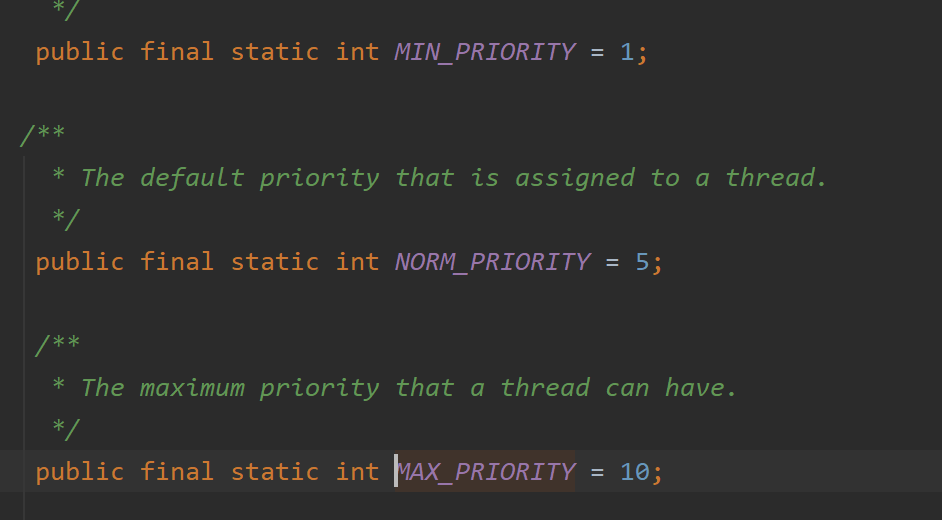 */
public final static int MIN_PRIORITY = 1;
/**
* The default priority that is assigned to a thread.
*/
public final static int NORM_PRIORITY = 5;
/**
* The maximum priority that a thread can have.
*/
public final static int MAX_PRIORITY = 10;